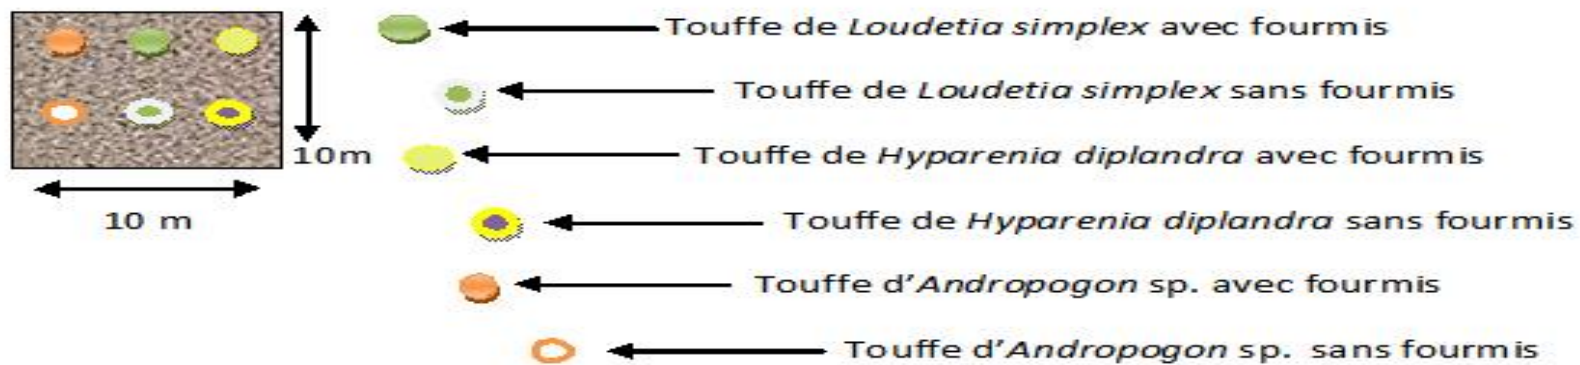 Touffe de Loudetia simplex avec fourmis
Touffe de Loudetia simplex sans fourmis
10m
Touffe de Hyparenia diplandra avec fourmis
10 m
Touffe de Hyparenia diplandra sans fourmis
Touffe d'Andropogon sp. avec fourmis
Touffe d'Andropogon sp. sans fourmis